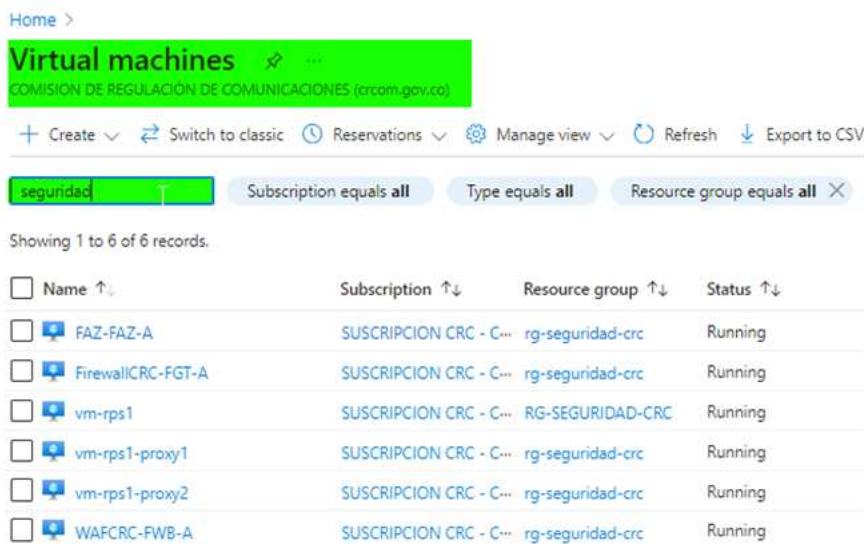 Home >
Virtual machines ...
COMISION DE REGULACIÓN DE COMUNICACIONES (crcom.gov.co)
+ Create Switch to classic Reservations Manage view Refresh Export to CSV
seguridad Subscription equals all Type equals all Resource group equals all ×
Showing 1 to 6 of 6 records.
Name ↑↓ Subscription ↑↓ Resource group ↑↓ Status ↑↓
FAZ-FAZ-A SUSCRIPCION CRC - C... rg-seguridad-crc Running
FirewallCRC-FGT-A SUSCRIPCION CRC - C... rg-seguridad-crc Running
vm-rps1 SUSCRIPCION CRC - C... RG-SEGURIDAD-CRC Running
vm-rps1-proxy1 SUSCRIPCION CRC - C... rg-seguridad-crc Running
vm-rps1-proxy2 SUSCRIPCION CRC - C... rg-seguridad-crc Running
WAFCRC-FWB-A SUSCRIPCION CRC - C... rg-seguridad-crc Running